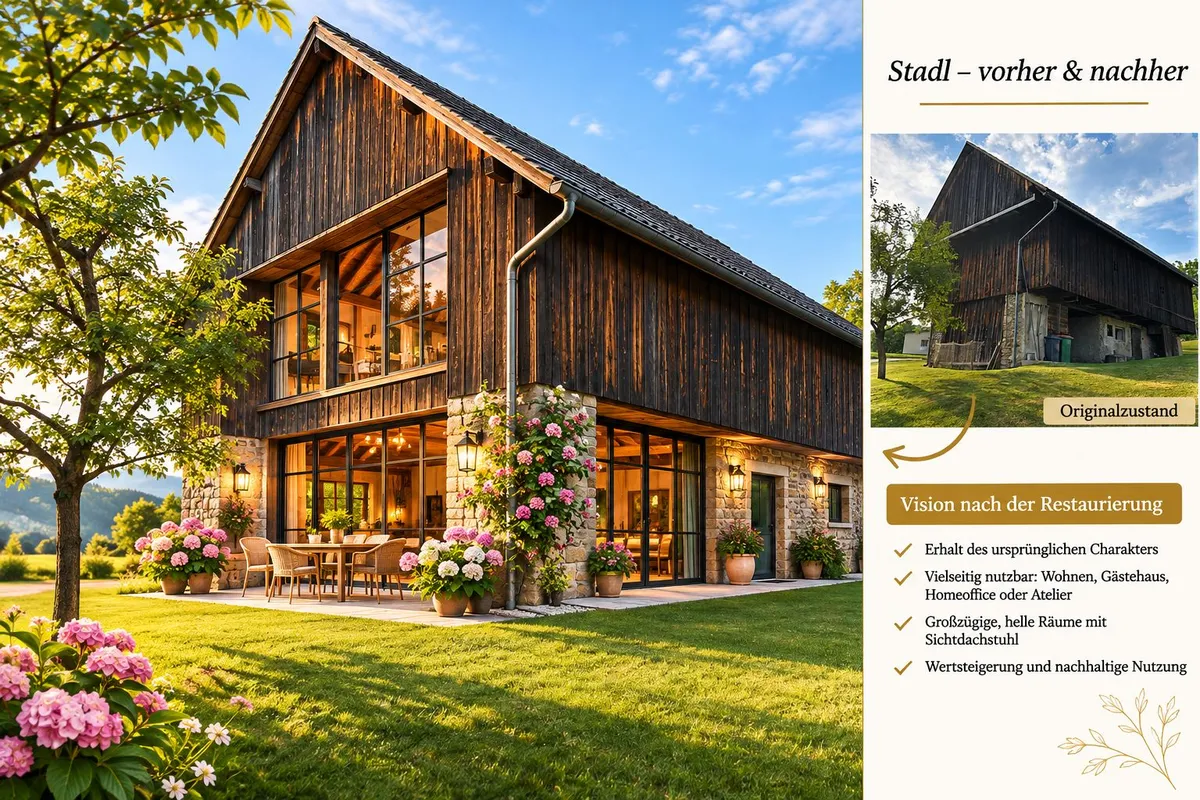 Stadl – vorher & nachher
Originalzustand
Vision nach der Restaurierung
Erhalt des ursprünglichen Charakters
Vielseitig nutzbar: Wohnen, Gästehaus,
Homeoffice oder Atelier
Großzügige, helle Räume mit
Sichtdachstuhl
Wertsteigerung und nachhaltige Nutzung